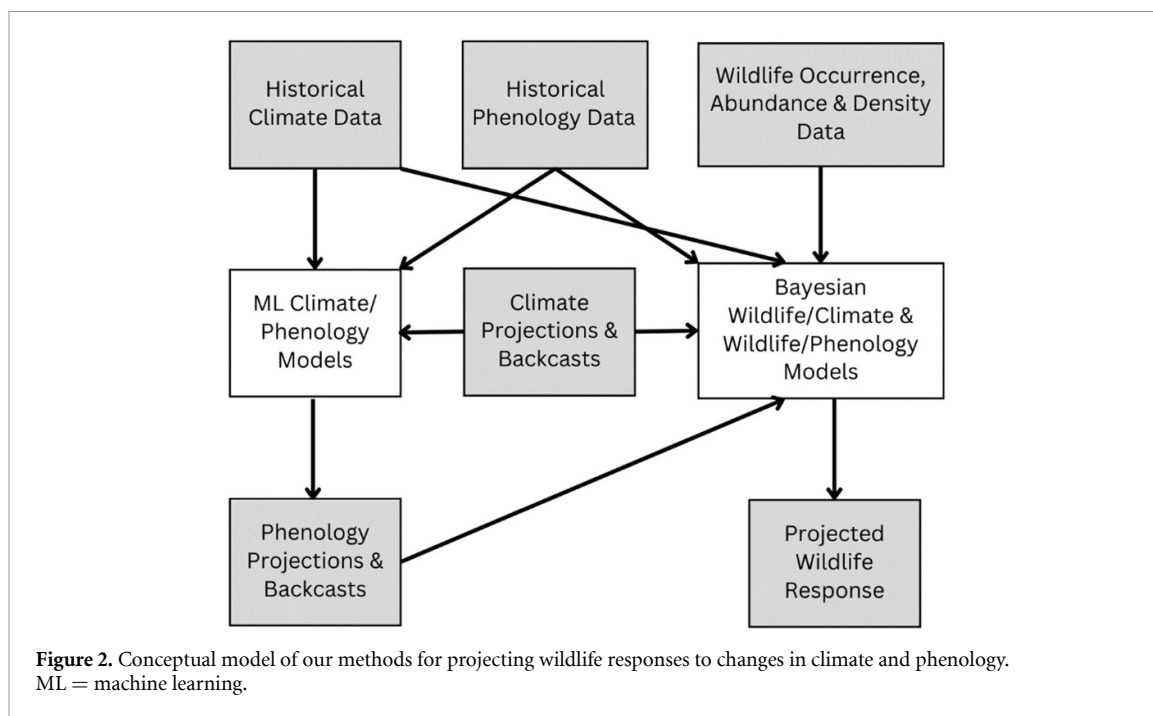 Historical
Climate Data
Historical
Phenology Data
Wildlife Occurrence,
Abundance & Density
Data
ML Climate/
Phenology
Models
Climate
Projections &
Backcasts
Bayesian
Wildlife/Climate &
Wildlife/Phenology
Models
Phenology
Projections &
Backcasts
Projected
Wildlife
Response
Figure 2. Conceptual model of our methods for projecting wildlife responses to changes in climate and phenology.
ML = machine learning.